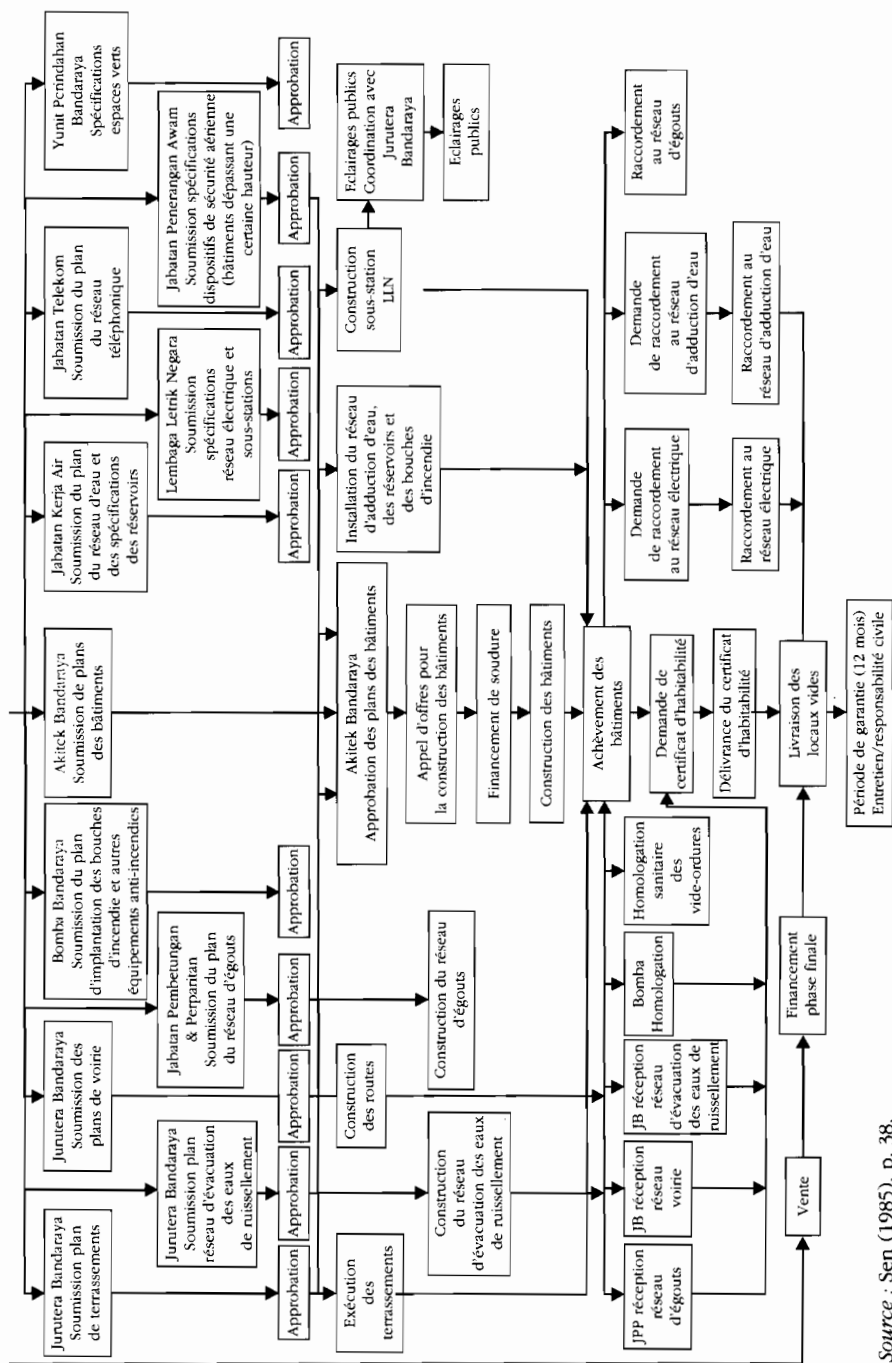 Jurutera Bandaraya
Soumission plan
de terrassements
Jurutera Bandaraya
Soumission plan
réseau d'évacuation
des eaux
de ruissellement
Jurutera Bandaraya
Soumission des
plans de voirie
Jabatan Pembetungan
& Perparitan
Soumission du plan
du réseau d'égouts
Bomba Bandaraya
Soumission du plan
d'implantation des bouches
d'incendie et autres
équipements anti-incendies
Akitek Bandaraya
Soumission de plans
des bâtiments
Jabatan Kerja Air
Soumission du plan
du réseau d'eau et
des spécifications
des réservoirs
Lembaga Letrik Negara
Soumission
spécifications
réseau électrique et
sous-stations
Jabatan Telekom
Soumission du plan
du réseau
téléphonique
Jabatan Penerangan Awam
Soumission spécifications
dispositifs de sécurité aérienne
(bâtiments dépassant une
certaine hauteur)
Yunit Perindahan
Bandaraya
Spécifications
espaces verts
Approbation
Approbation
Approbation
Approbation
Approbation
Approbation
Approbation
Approbation
Approbation
Approbation
Exécution
des
terrassements
Construction
du réseau
d'évacuation des eaux
de ruissellement
Construction
des routes
Construction du réseau
d'égouts
Akitek Bandaraya
Approbation des plans des bâtiments
Appel d'offres pour
la construction des bâtiments
Financement de soudure
Construction des bâtiments
Installation du réseau
d'adduction d'eau,
des réservoirs et
des bouches
d'incendie
Construction
sous-station
LLN
Eclairages publics
Coordination avec
Jurutera
Bandaraya
Eclairages
publics
Achèvement des
bâtiments
JPP réception
réseau
d'égouts
JB réception
réseau
voirie
JB réception
réseau
d'évacuation
des eaux de
ruissellement
Bomba
Homologation
Homologation
sanitaire
des
vide-ordures
Demande de
certificat d'habitabilité
Délivrance du certificat
d'habitabilité
Demande
de raccordement
au réseau électrique
Raccordement au
réseau électrique
Demande
de raccordement
au réseau
d'adduction d'eau
Raccordement au
réseau d'adduction d'eau
Raccordement
au réseau
d'égouts
Vente
Financement
phase finale
Livraison des
locaux vides
Période de garantie (12 mois)
Entretien/responsabilité civile
Source : Sen (1985), p. 38.